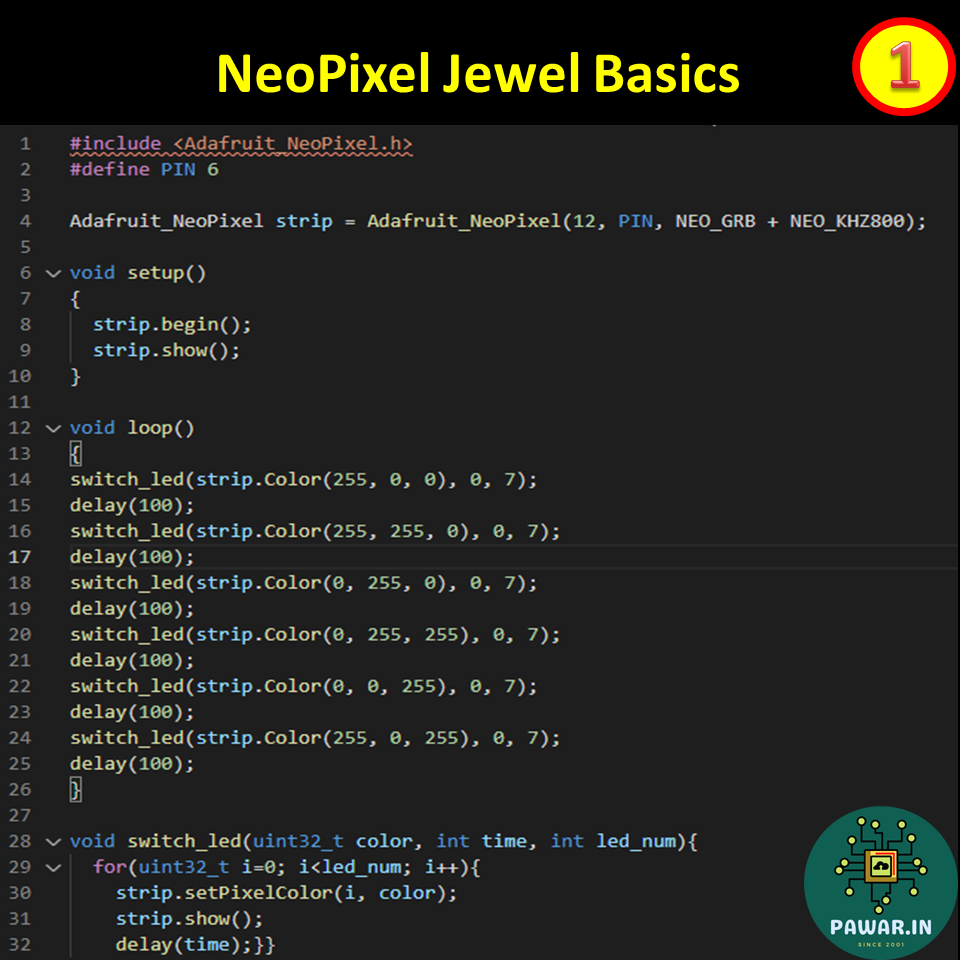 NeoPixel Jewel Basics
1
1 #include <Adafruit_NeoPixel.h>
2 #define PIN 6
3
4 Adafruit_NeoPixel strip = Adafruit_NeoPixel(12, PIN, NEO_GRB + NEO_KHZ800);
5
6 void setup()
7 {
8 strip.begin();
9 strip.show();
10 }
11
12 void loop()
13 {
14 switch_led(strip.Color(255, 0, 0), 0, 7);
15 delay(100);
16 switch_led(strip.Color(255, 255, 0), 0, 7);
17 delay(100);
18 switch_led(strip.Color(0, 255, 0), 0, 7);
19 delay(100);
20 switch_led(strip.Color(0, 255, 255), 0, 7);
21 delay(100);
22 switch_led(strip.Color(0, 0, 255), 0, 7);
23 delay(100);
24 switch_led(strip.Color(255, 0, 255), 0, 7);
25 delay(100);
26 }
27
28 void switch_led(uint32_t color, int time, int led_num){
29 for(uint32_t i=0; i<led_num; i++){
30 strip.setPixelColor(i, color);
31 strip.show();
32 delay(time);}}
PAWAR.IN
SINCE 2001